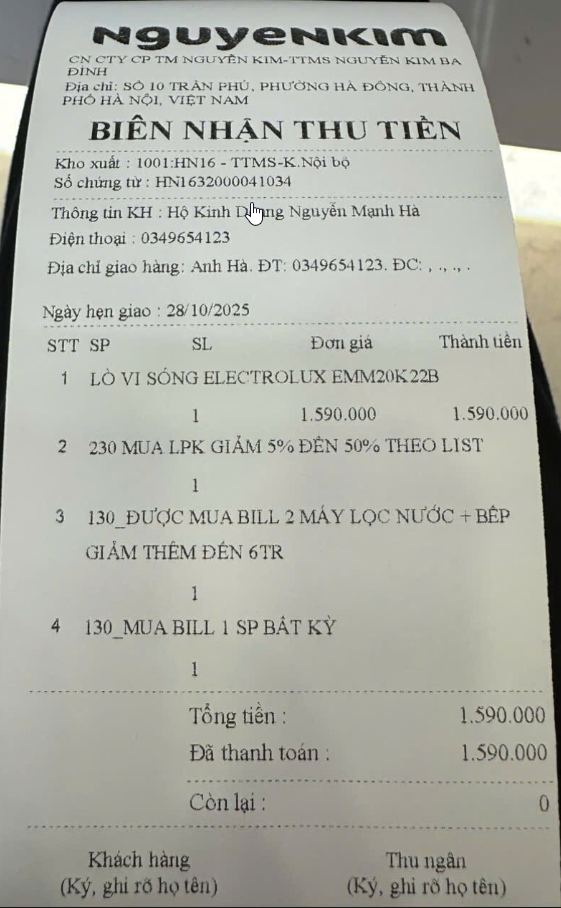 NGUYENKIM
CN CTY CP TM NGUYỄN KIM-TTMS NGUYỄN KIM BA
ĐÌNH
Địa chỉ: SỐ 10 TRẦN PHÚ, PHƯỜNG HÀ ĐÔNG, THÀNH
PHỐ HÀ NỘI, VIỆT NAM
BIÊN NHẬN THU TIỀN
Kho xuất : 1001:HN16 - TTMS-K.Nội bộ
Số chứng từ : HN1632000041034
Thông tin KH : Hộ Kinh Nguyễn Mạnh Hà
Điện thoại : 0349654123
Địa chỉ giao hàng: Anh Hà. ĐT: 0349654123. ĐC: , ., ., .
Ngày hẹn giao : 28/10/2025
STT SP SL Đơn giá Thành tiền
1 LÒ VI SÓNG ELECTROLUX EMM20K22B
1 1.590.000 1.590.000
2 230 MUA LPK GIẢM 5% ĐẾN 50% THEO LIST
1
3 130_ĐƯỢC MUA BILL 2 MÁY LỌC NƯỚC + BẾP
GIẢM THÊM ĐẾN 6TR
1
4 130_MUA BILL 1 SP BẤT KỲ
1
Tổng tiền : 1.590.000
Đã thanh toán : 1.590.000
Còn lại : 0
Khách hàng Thu ngân
(Ký, ghi rõ họ tên) (Ký, ghi rõ họ tên)